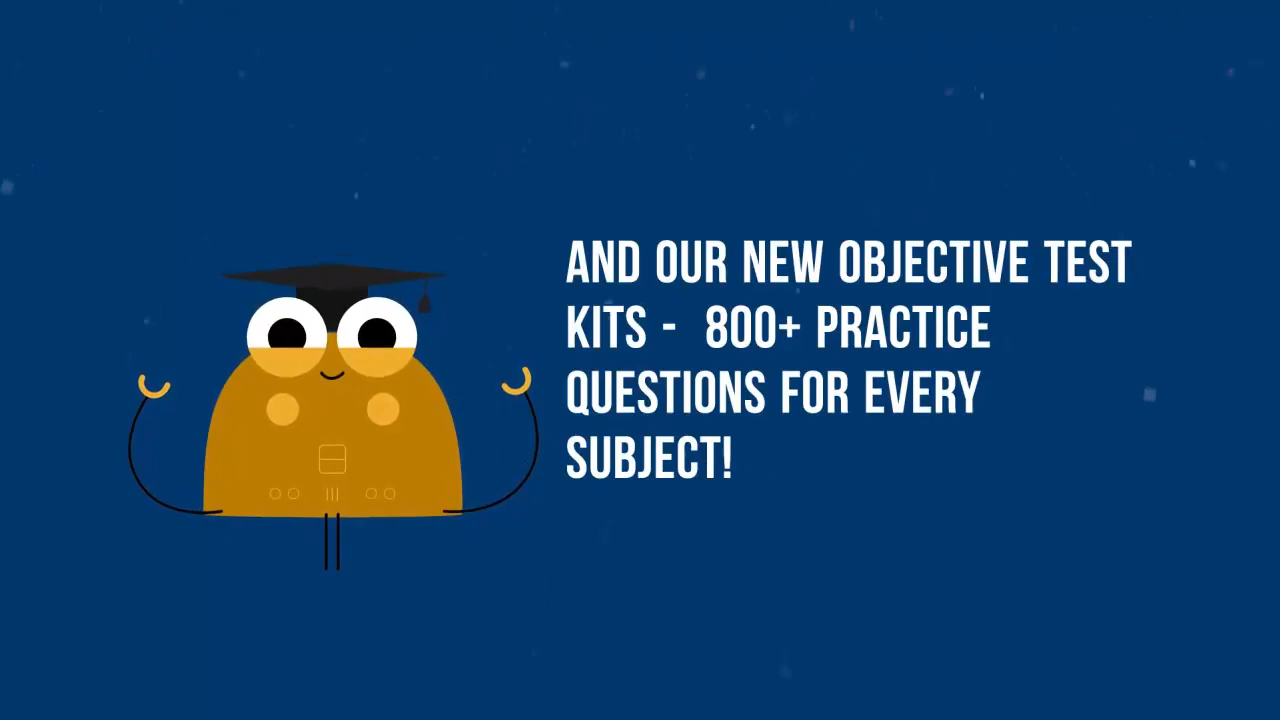 AND OUR NEW OBJECTIVE TEST
KITS - 800+ PRACTICE
QUESTIONS FOR EVERY
SUBJECT!